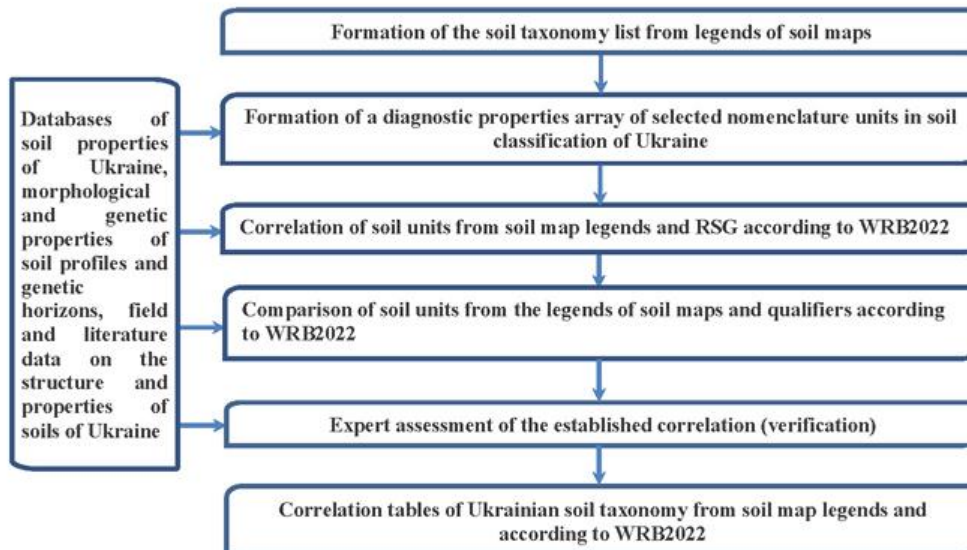 Formation of the soil taxonomy list from legends of soil maps
Databases of
soil properties
of Ukraine,
morphological
and genetic
properties of
soil profiles and
genetic
horizons, field
and literature
data on the
structure and
properties of
soils of Ukraine
Formation of a diagnostic properties array of selected nomenclature units in soil
classification of Ukraine
Correlation of soil units from soil map legends and RSG according to WRB2022
Comparison of soil units from the legends of soil maps and qualifiers according
to WRB2022
Expert assessment of the established correlation (verification)
Correlation tables of Ukrainian soil taxonomy from soil map legends and
according to WRB2022